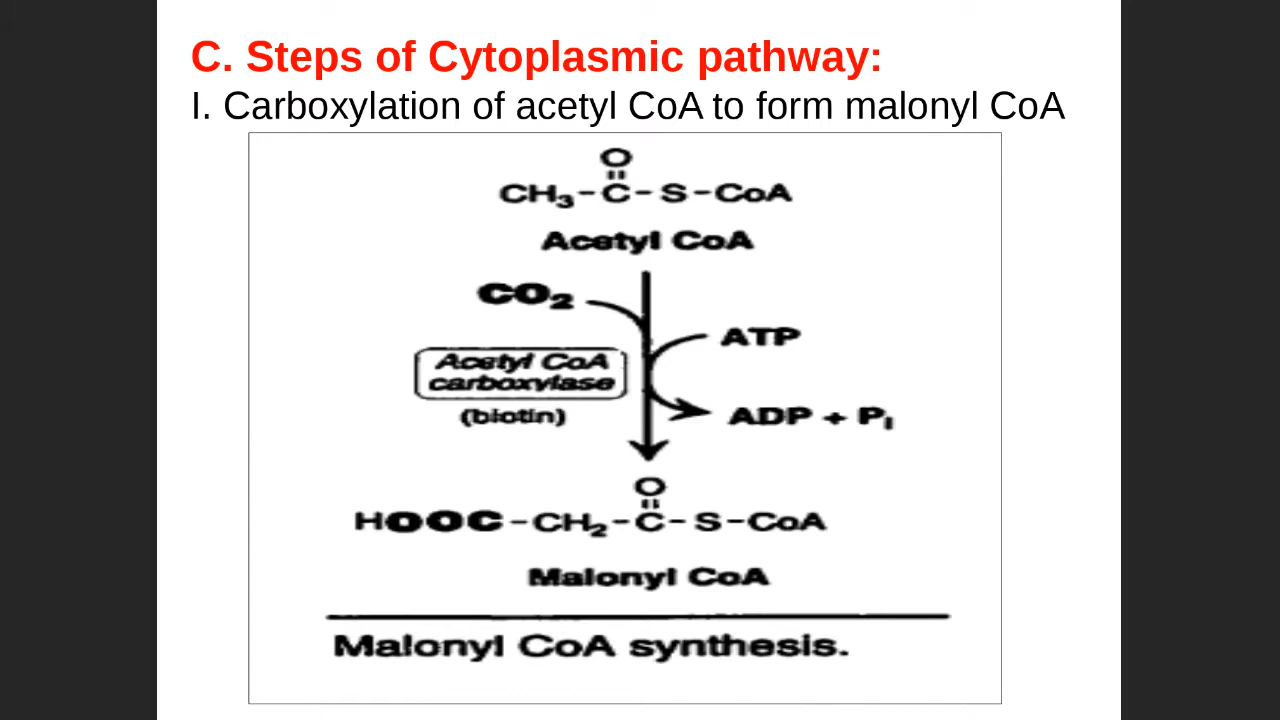 C. Steps of Cytoplasmic pathway:
I. Carboxylation of acetyl CoA to form malonyl CoA
O
CH₃-C-S-CoA
Acetyl CoA
CO₂
ATP
Acetyl CoA
carboxylase
(biotin)
ADP + Pᵢ
O
HOOC-CH₂-C-S-CoA
Malonyl CoA
Malonyl CoA synthesis.